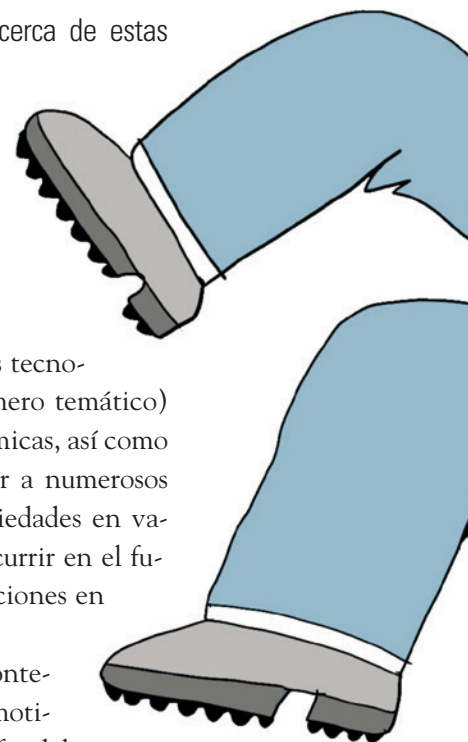 cerca de estas
s tecno-
nero temático)
micas, así como
r a numerosos
iedades en va-
currir en el fu-
ciones en
onte-
noti-